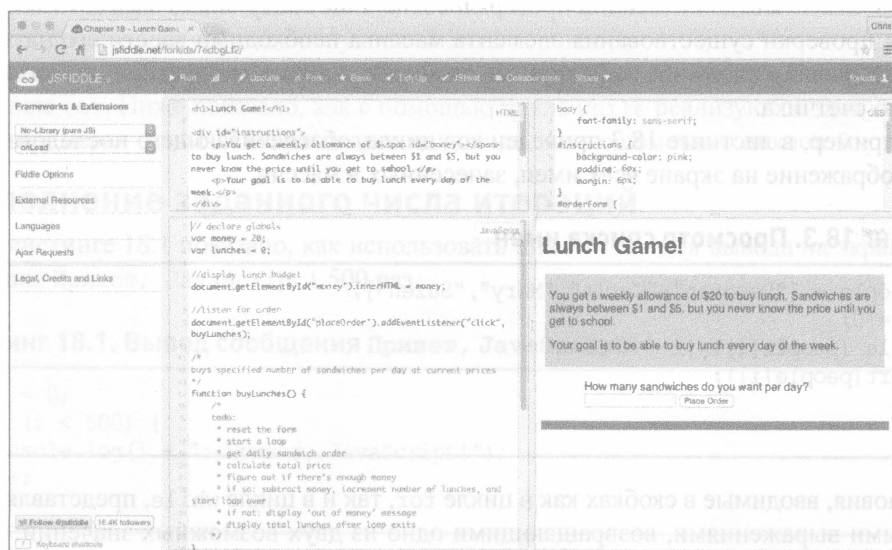 Chapter 18 - Lunch Game
Chris
jsfiddle.net/forkids/7edbgLf2/
JSFIDDLE
Run
Update
Fork
Save
TidyUp
JSHint
Collaboration
Share
forkids
Frameworks & Extensions
No-Library (pure JS)
onLoad
Fiddle Options
External Resources
Languages
Ajax Requests
Legal, Credits and Links
Follow @jsfiddle
16.4K followers
Keyboard shortcuts
HTML
<h1>Lunch Game!</h1>
<div id="instructions">
<p>You get a weekly allowance of $<span id="money"></span>
to buy lunch. Sandwiches are always between $1 and $5, but you
never know the price until you get to school.</p>
<p>Your goal is to be able to buy lunch every day of the
week.</p>
</div>
CSS
body {
font-family: sans-serif;
}
#instructions {
background-color: pink;
padding: 6px;
margin: 6px;
}
#orderForm {
JavaScript
// declare globals
var money = 20;
var lunches = 0;
//display lunch budget
document.getElementById("money").innerHTML = money;
//listen for order
document.getElementById("placeOrder").addEventListener("click",
buyLunches);
/*
buys specified number of sandwiches per day at current prices
*/
function buyLunches() {
/*
todo:
* reset the form
* start a loop
* get daily sandwich order
* calculate total price
* figure out if there's enough money
* if so: subtract money, increment number of lunches, and
start loop over
* if not: display 'out of money' message
* display total lunches after loop exits
*/
}
Lunch Game!
You get a weekly allowance of $20 to buy lunch. Sandwiches are
always between $1 and $5, but you never know the price until you
get to school.
Your goal is to be able to buy lunch every day of the week.
How many sandwiches do you want per day?
Place Order